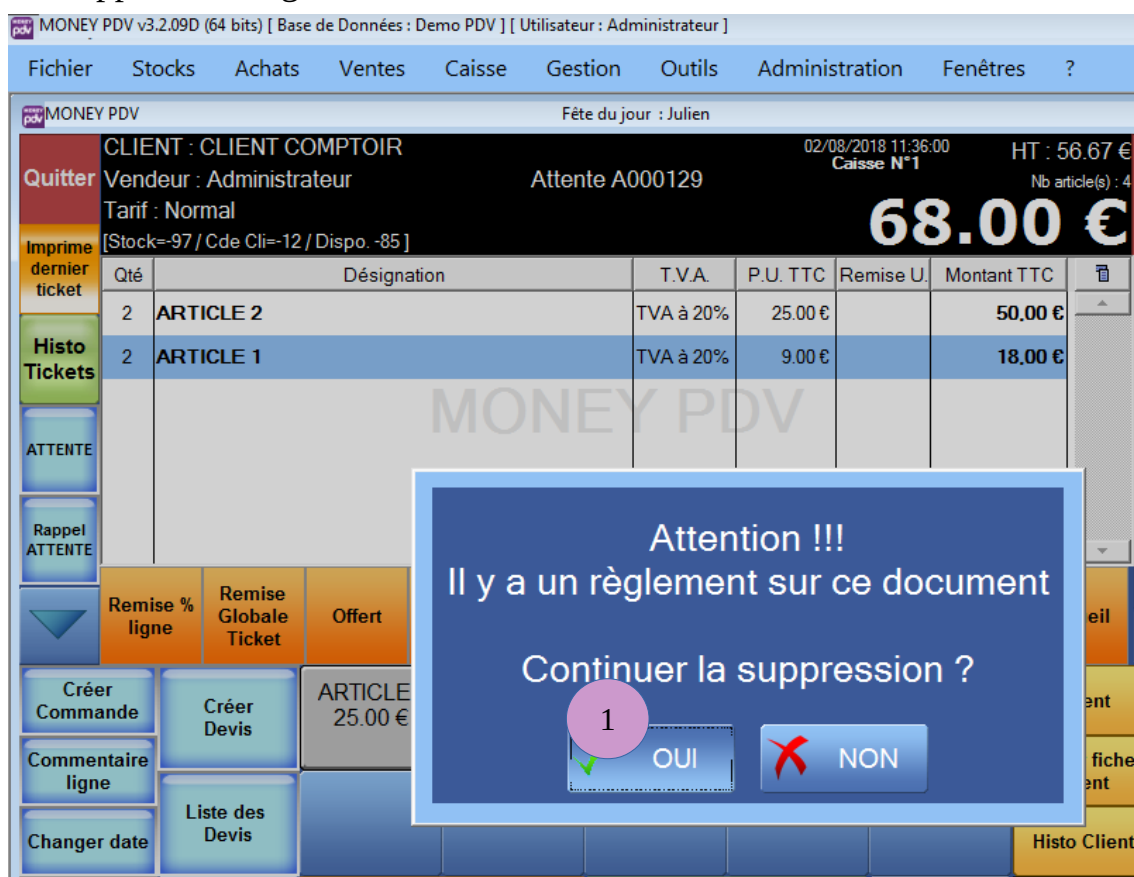 MONEY PDV v3.2.09D (64 bits) [ Base de Données : Demo PDV ] [ Utilisateur : Administrateur ]
Fichier Stocks Achats Ventes Caisse Gestion Outils Administration Fenêtres ?
MONEY PDV Fête du jour : Julien
Quitter
CLIENT : CLIENT COMPTOIR
02/08/2018 11:36:00
HT : 56.67 €
Vendeur : Administrateur
Attente A000129
Caisse N°1
Nb article(s) : 4
Tarif : Normal
68.00 €
[Stock=-97 / Cde Cli=-12 / Dispo. -85 ]
Imprime
dernier
ticket
Qté Désignation T.V.A. P.U. TTC Remise U. Montant TTC
2 ARTICLE 2 TVA à 20% 25.00 € 50,00 €
2 ARTICLE 1 TVA à 20% 9.00 € 18,00 €
Histo
Tickets
MONEY PDV
ATTENTE
Rappel
ATTENTE
Attention !!!
Il y a un règlement sur ce document
Continuer la suppression ?
1
OUI
NON
Remise %
ligne
Remise
Globale
Ticket
Offert
eil
Créer
Commande
Créer
Devis
ARTICLE
25.00 €
ent
Commentaire
ligne
fiche
ent
Changer date
Liste des
Devis
Histo Client